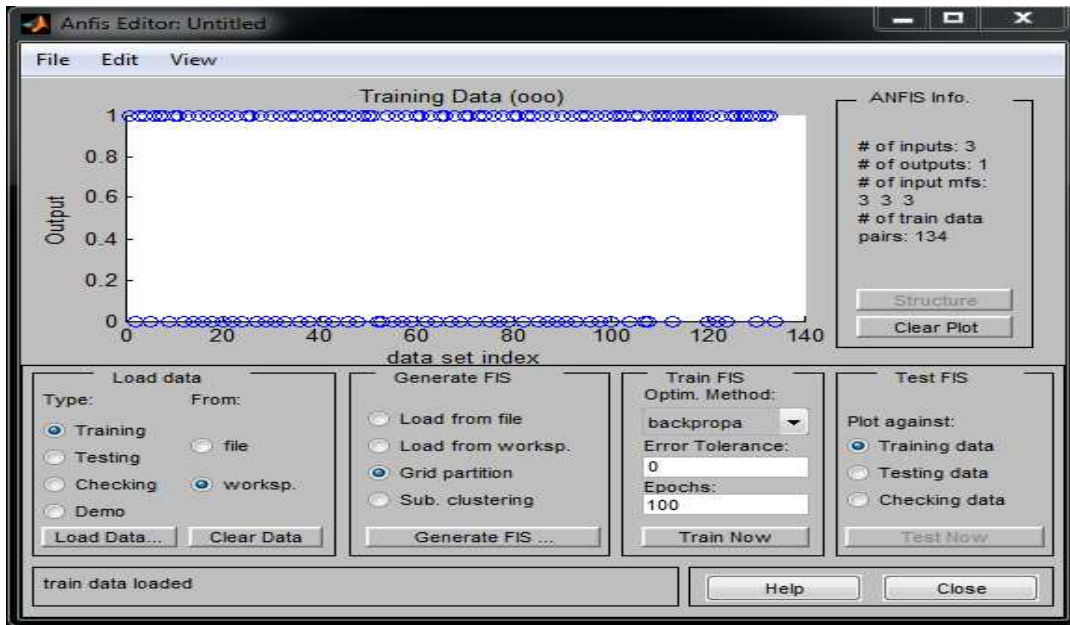 Anfis Editor: Untitled
File Edit View
Training Data (ooo)
1
0.8
0.6
0.4
0.2
0
Output
0 20 40 60 80 100 120 140
data set index
ANFIS Info.
# of inputs: 3
# of outputs: 1
# of input mfs:
3 3 3
# of train data
pairs: 134
Structure
Clear Plot
Load data
Type: From:
Training
Testing
Checking
Demo
file
worksp.
Load Data... Clear Data
Generate FIS
Load from file
Load from worksp.
Grid partition
Sub. clustering
Generate FIS ...
Train FIS
Optim. Method:
backpropa
Error Tolerance:
0
Epochs:
100
Train Now
Test FIS
Plot against:
Training data
Testing data
Checking data
Test Now
train data loaded
Help Close